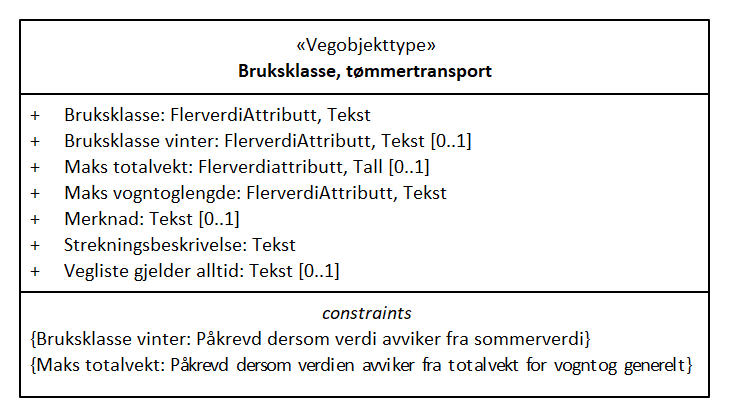 «Vegobjekttype»
Bruksklasse, tømmertransport
+ Bruksklasse: FlerverdiAttributt, Tekst
+ Bruksklasse vinter: FlerverdiAttributt, Tekst [0..1]
+ Maks totalvekt: Flerverdiattributt, Tall [0..1]
+ Maks vogntoglengde: FlerverdiAttributt, Tekst
+ Merknad: Tekst [0..1]
+ Strekningsbeskrivelse: Tekst
+ Vegliste gjelder alltid: Tekst [0..1]
constraints
{Bruksklasse vinter: Påkrevd dersom verdi avviker fra sommerverdi}
{Maks totalvekt: Påkrevd dersom verdien avviker fra totalvekt for vogntog generelt}